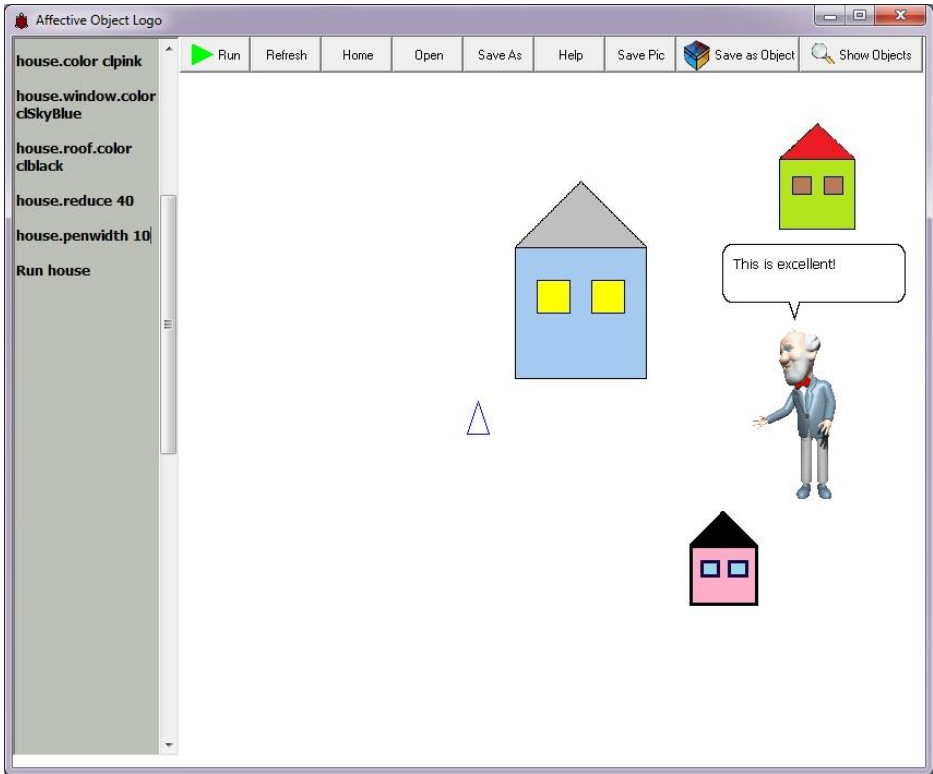 Affective Object Logo
Run
Refresh
Home
Open
Save As
Help
Save Pic
Save as Object
Show Objects
house.color clpink
house.window.color
clSkyBlue
house.roof.color
clblack
house.reduce 40
house.penwidth 10
Run house
This is excellent!